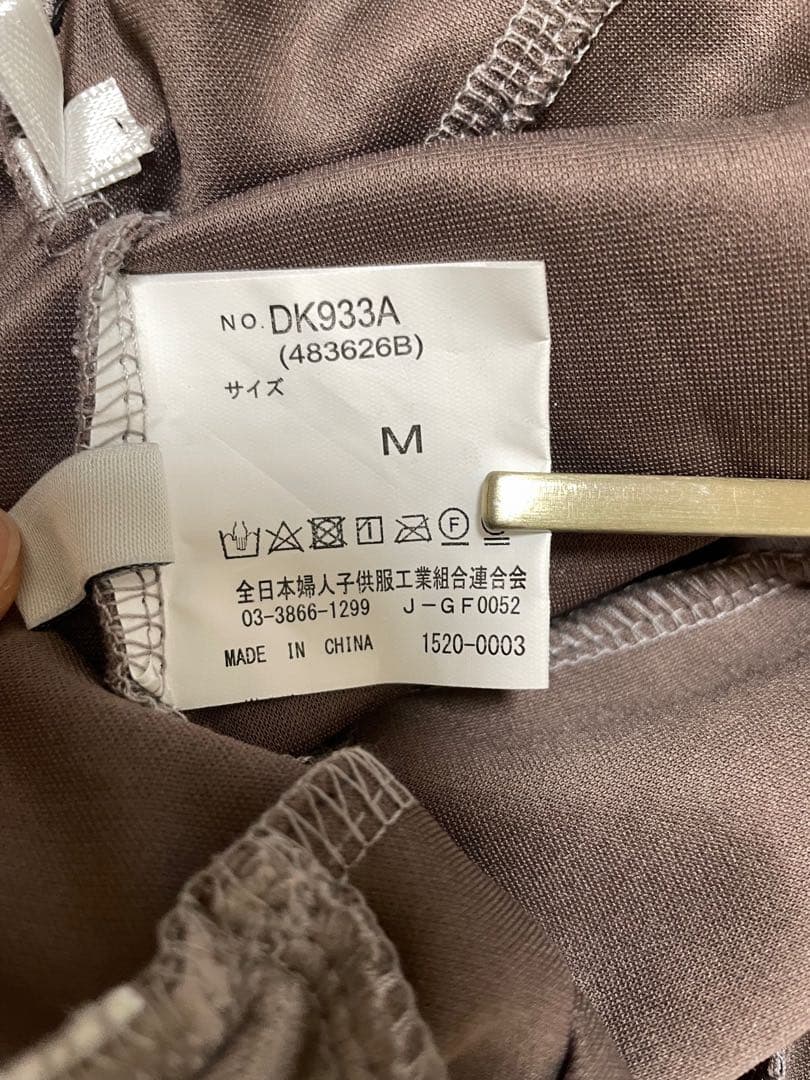 NO. DK933A
(483626B)
サイズ
M
F
全日本婦人子供服工業組合連合会
03-3866-1299 J-GF0052
MADE IN CHINA 1520-0003